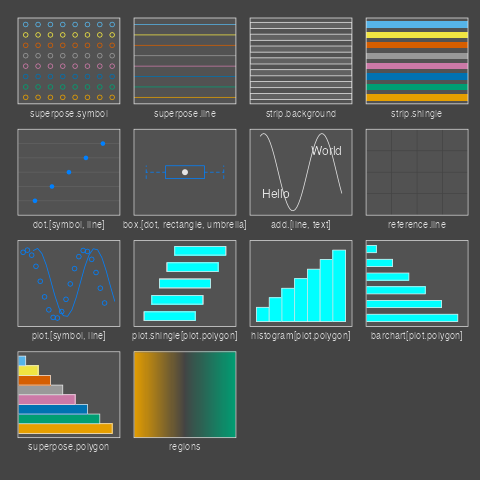 superpose.symbol
superpose.line
strip.background
strip.shingle
dot.[symbol, line]
box.[dot, rectangle, umbrella]
World
Hello
add.[line, text]
reference.line
plot.[symbol, line]
plot.shingle[plot.polygon]
histogram[plot.polygon]
barchart[plot.polygon]
superpose.polygon
regions